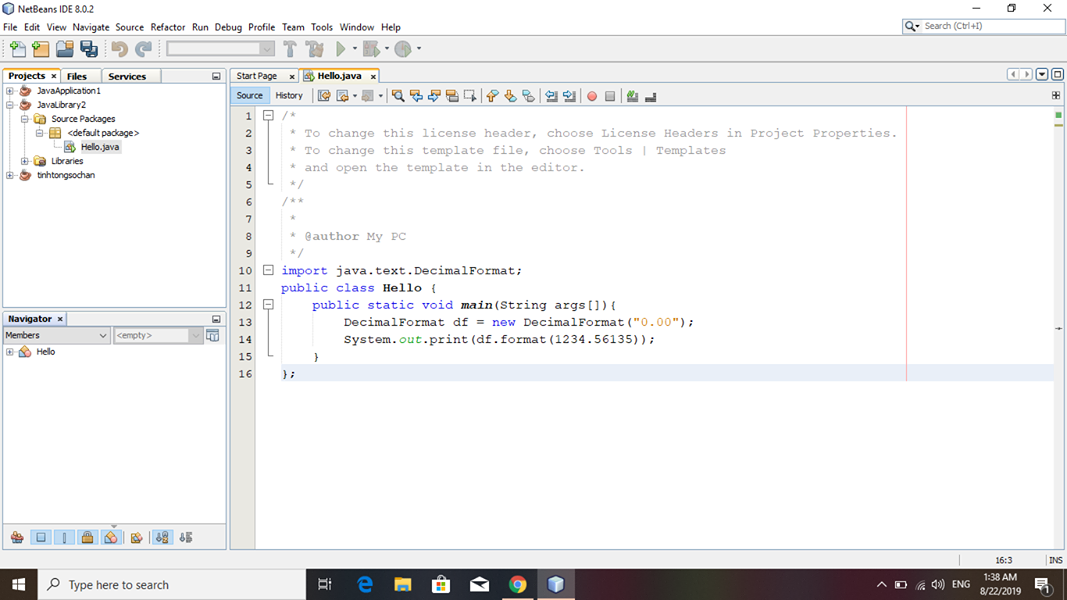 NetBeans IDE 8.0.2
File Edit View Navigate Source Refactor Run Debug Profile Team Tools Window Help
Search (Ctrl+I)
Projects × Files Services
Start Page × Hello.java ×
Source History
JavaApplication1
JavaLibrary2
Source Packages
<default package>
Hello.java
Libraries
tinhtongsochan
1 /*
2 * To change this license header, choose License Headers in Project Properties.
3 * To change this template file, choose Tools | Templates
4 * and open the template in the editor.
5 */
6 /**
7 *
8 * @author My PC
9 */
10 import java.text.DecimalFormat;
11 public class Hello {
12 public static void main(String args[]){
13 DecimalFormat df = new DecimalFormat("0.00");
14 System.out.print(df.format(1234.56135));
15 }
16 };
Navigator ×
Members <empty>
Hello
16:3 INS
Type here to search
ENG
1:38 AM
8/22/2019
1